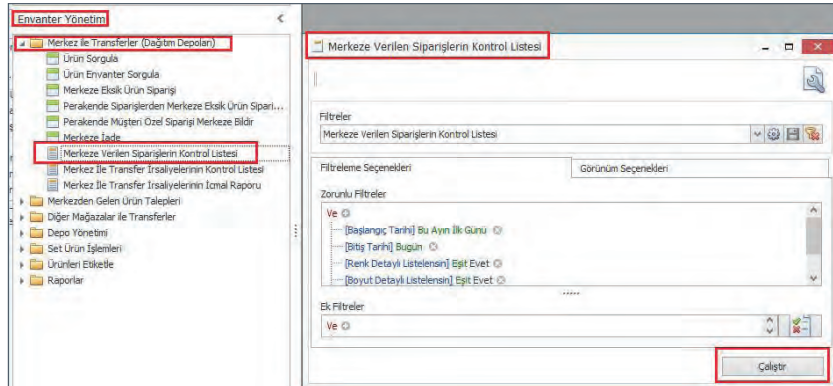 Envanter Yönetim
Merkez ile Transferler (Dağıtım Depoları)
Ürün Sorgula
Ürün Envanter Sorgula
Merkeze Eksik Ürün Siparişi
Perakende Siparişlerden Merkeze Eksik Ürün Sipari...
Perakende Müşteri Özel Siparişi Merkeze Bildir
Merkeze İade
Merkeze Verilen Siparişlerin Kontrol Listesi
Merkez İle Transfer İrsaliyelerinin Kontrol Listesi
Merkez İle Transfer İrsaliyelerinin İcmal Raporu
Merkezden Gelen Ürün Talepleri
Diğer Mağazalar ile Transferler
Depo Yönetimi
Set Ürün İşlemleri
Ürünleri Etiketle
Raporlar
Merkeze Verilen Siparişlerin Kontrol Listesi
Filtreler
Merkeze Verilen Siparişlerin Kontrol Listesi
Filtreleme Seçenekleri
Görünüm Seçenekleri
Zorunlu Filtreler
Ve
[Başlangıç Tarihi] Bu Ayın İlk Günü
[Bitiş Tarihi] Bugün
[Renk Detaylı Listelensin] Eşit Evet
[Boyut Detaylı Listelensin] Eşit Evet
Ek Filtreler
Ve
Çalıştır